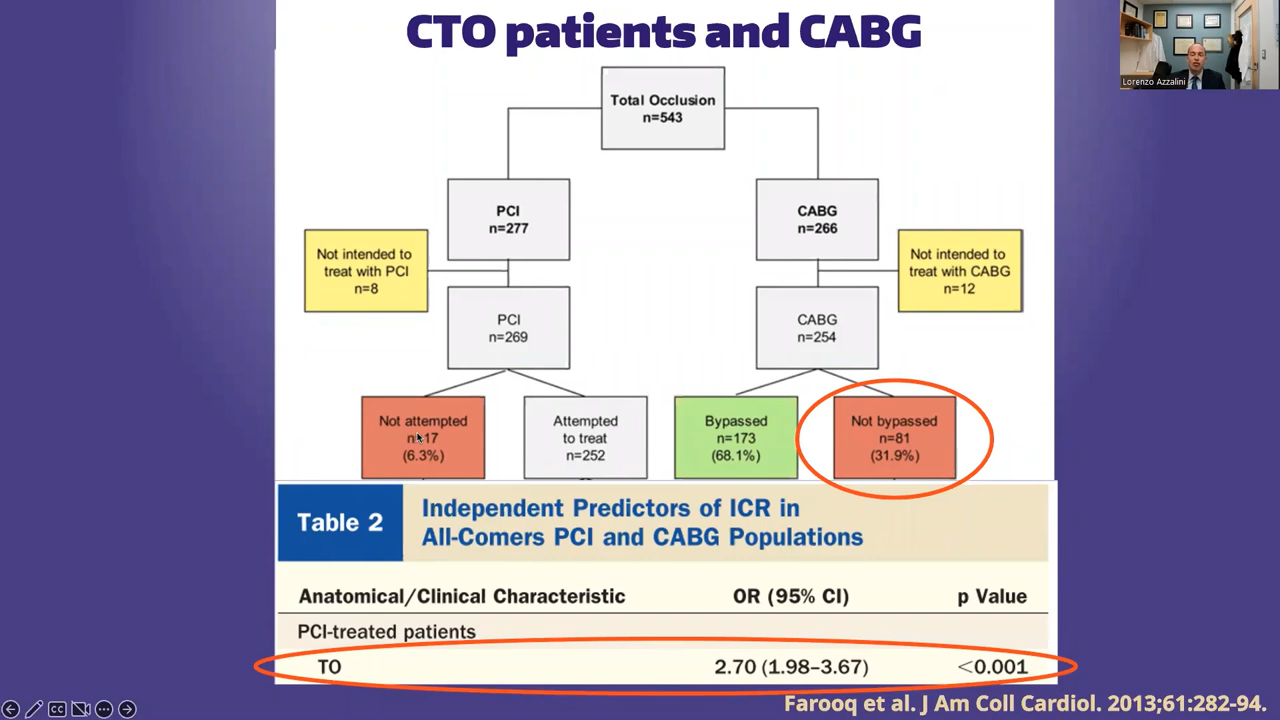 CTO patients and CABG
Lorenzo Azzalini
Total Occlusion
n=543
PCI
n=277
CABG
n=266
Not intended to
treat with PCI
n=8
Not intended to
treat with CABG
n=12
PCI
n=269
CABG
n=254
Not attempted
n=17
(6.3%)
Attempted
to treat
n=252
Bypassed
n=173
(68.1%)
Not bypassed
n=81
(31.9%)
Table 2
Independent Predictors of ICR in
All-Comers PCI and CABG Populations
Anatomical/Clinical Characteristic OR (95% CI) p Value
PCI-treated patients
TO 2.70 (1.98–3.67) <0.001
Farooq et al. J Am Coll Cardiol. 2013;61:282-94.
CC